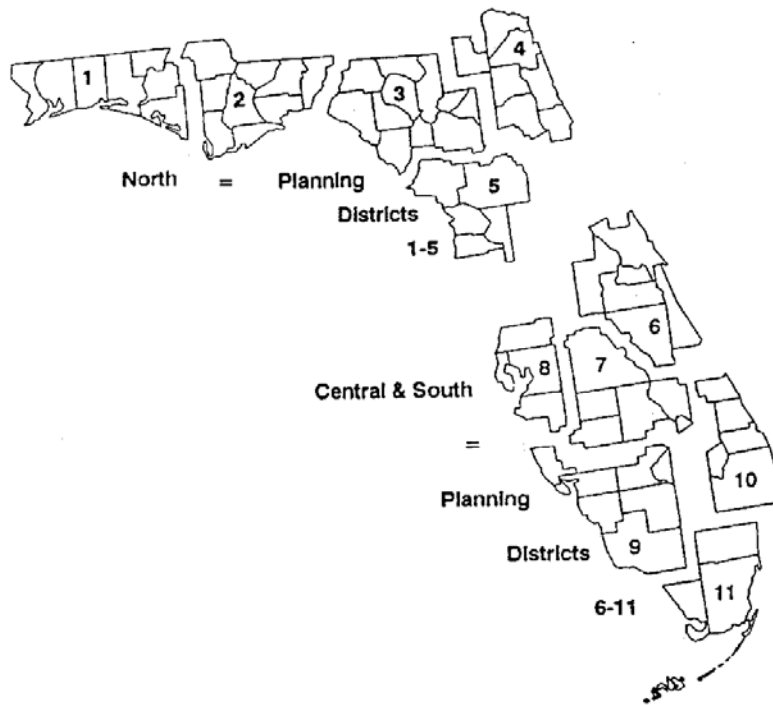 4
1
2
3
North = Planning
5
Districts
1-5
6
8
7
Central & South
=
10
Planning
Districts
9
6-11
11